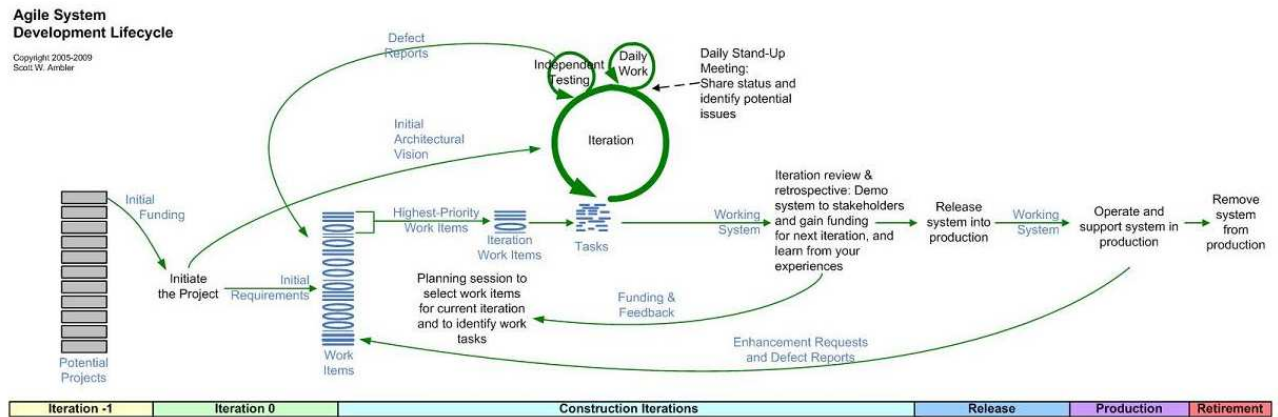 Agile System
Development Lifecycle
Copyright 2005-2009
Scott W. Ambler
Defect
Reports
Independent
Testing
Daily
Work
Daily Stand-Up
Meeting:
Share status and
identify potential
issues
Initial
Architectural
Vision
Iteration
Initial
Funding
Highest-Priority
Work Items
Iteration
Work Items
Tasks
Working
System
Iteration review &
retrospective: Demo
system to stakeholders
and gain funding
for next iteration, and
learn from your
experiences
Release
system into
production
Working
System
Operate and
support system in
production
Remove
system
from
production
Initiate
the Project
Initial
Requirements
Planning session to
select work items
for current iteration
and to identify work
tasks
Funding &
Feedback
Enhancement Requests
and Defect Reports
Potential
Projects
Work
Items
Iteration -1
Iteration 0
Construction Iterations
Release
Production
Retirement